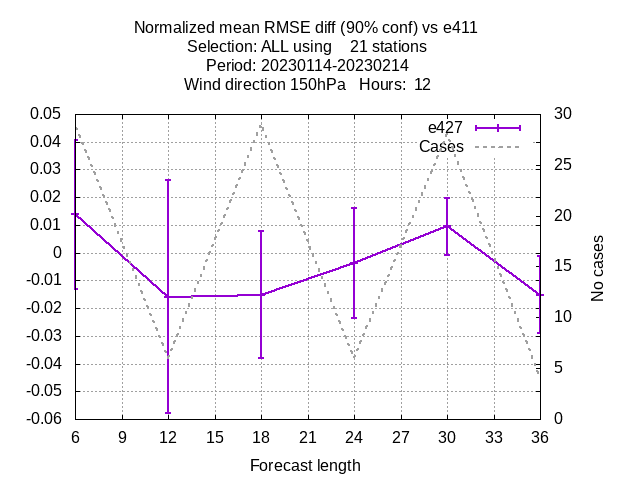 Normalized mean RMSE diff (90% conf) vs e411
Selection: ALL using    21 stations
Period: 20230114-20230214
Wind direction 150hPa   Hours:  12
0.05
0.04
0.03
0.02
0.01
0
-0.01
-0.02
-0.03
-0.04
-0.05
-0.06
e427
Cases
30
25
20
15
10
5
0
No cases
6 9 12 15 18 21 24 27 30 33 36
Forecast length